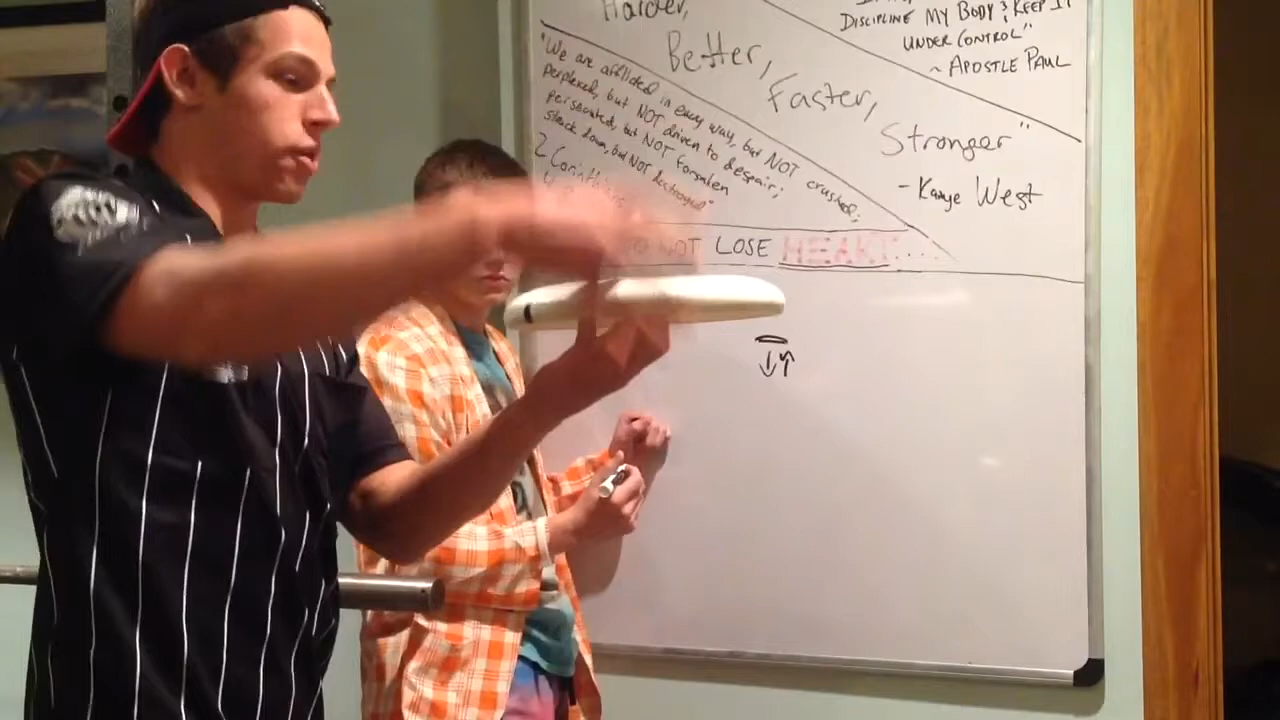 Harder,
Better,
Faster,
Stronger"
- Kanye West
DISCIPLINE MY BODY & KEEP IT
UNDER CONTROL"
~ APOSTLE PAUL
"We are afflicted in every way, but NOT crushed;
perplexed, but NOT driven to despair;
persecuted, but NOT forsaken
struck down, but NOT destroyed"
2 Corinthians
NOT LOSE HEART....